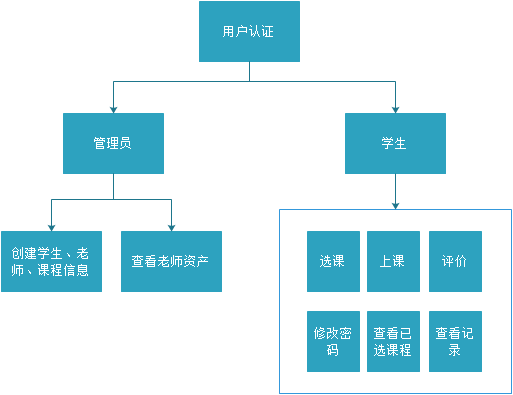 用户认证
管理员
学生
创建学生、老
师、课程信息
查看老师资产
选课
上课
评价
修改密
码
查看已
选课程
查看记
录